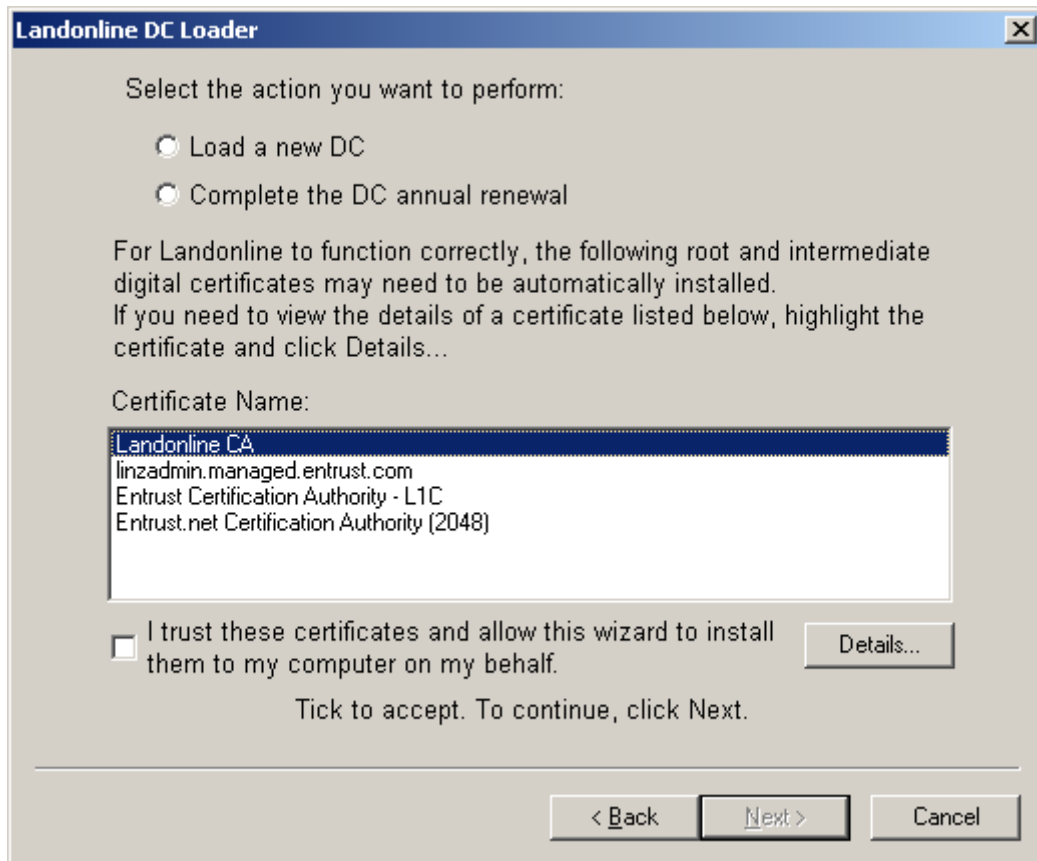 Landonline DC Loader
Select the action you want to perform:
Load a new DC
Complete the DC annual renewal
For Landonline to function correctly, the following root and intermediate
digital certificates may need to be automatically installed.
If you need to view the details of a certificate listed below, highlight the
certificate and click Details...
Certificate Name:
Landonline CA
linzadmin.managed.entrust.com
Entrust Certification Authority - L1C
Entrust.net Certification Authority (2048)
I trust these certificates and allow this wizard to install
them to my computer on my behalf.
Details...
Tick to accept. To continue, click Next.
< Back
Next >
Cancel